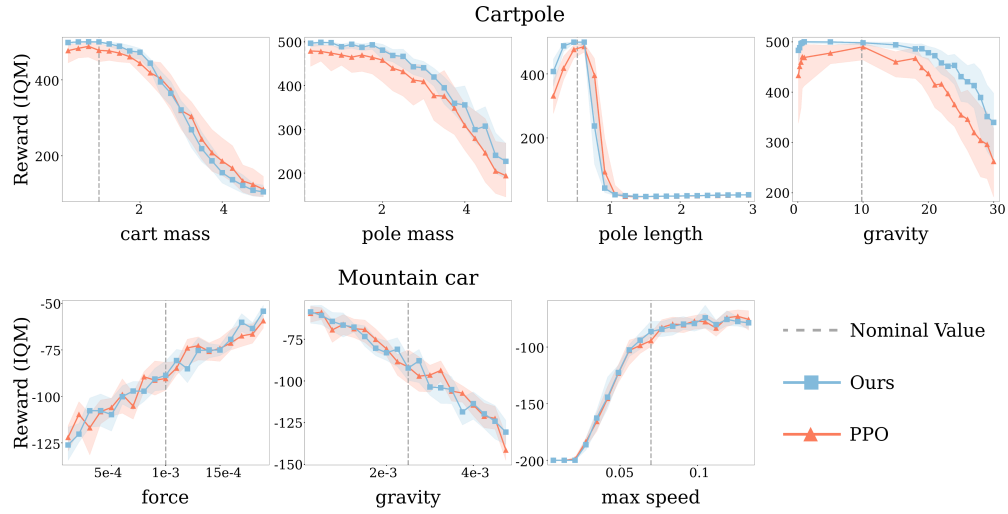 Cartpole
Reward (IQM)
400
200
2
4
cart mass
500
400
300
200
2
4
pole mass
400
200
1
2
3
pole length
500
400
300
200
0
10
20
30
gravity
Mountain car
Reward (IQM)
-50
-75
-100
-125
5e-4
1e-3
15e-4
force
-75
-100
-125
-150
2e-3
4e-3
gravity
-100
-150
-200
0.05
0.1
max speed
Nominal Value
Ours
PPO